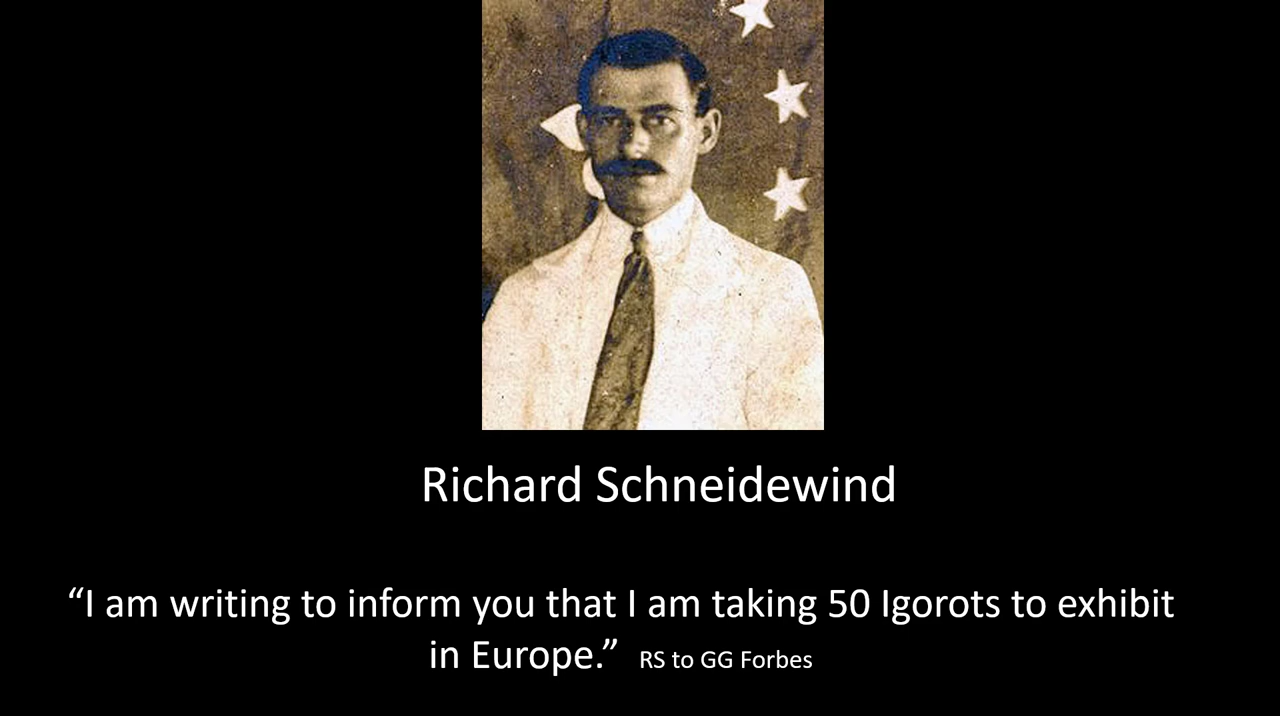 Richard Schneidewind
“I am writing to inform you that I am taking 50 Igorots to exhibit
in Europe.” RS to GG Forbes